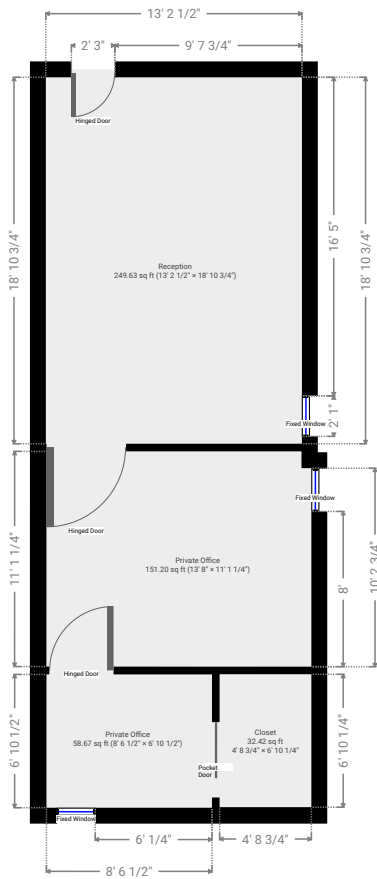 13' 2 1/2"
2' 3"
9' 7 3/4"
Hinged Door
18' 10 3/4"
16' 5"
18' 10 3/4"
Reception
249.63 sq ft (13' 2 1/2" × 18' 10 3/4")
2' 1"
Fixed Window
Fixed Window
Hinged Door
11' 1 1/4"
Private Office
151.20 sq ft (13' 8" × 11' 1 1/4")
8'
10' 2 3/4"
Hinged Door
6' 10 1/2"
Private Office
58.67 sq ft (8' 6 1/2" × 6' 10 1/2")
Closet
32.42 sq ft
4' 8 3/4" × 6' 10 1/4"
6' 10 1/4"
Pocket
Door
Fixed Window
6' 1/4"
4' 8 3/4"
8' 6 1/2"